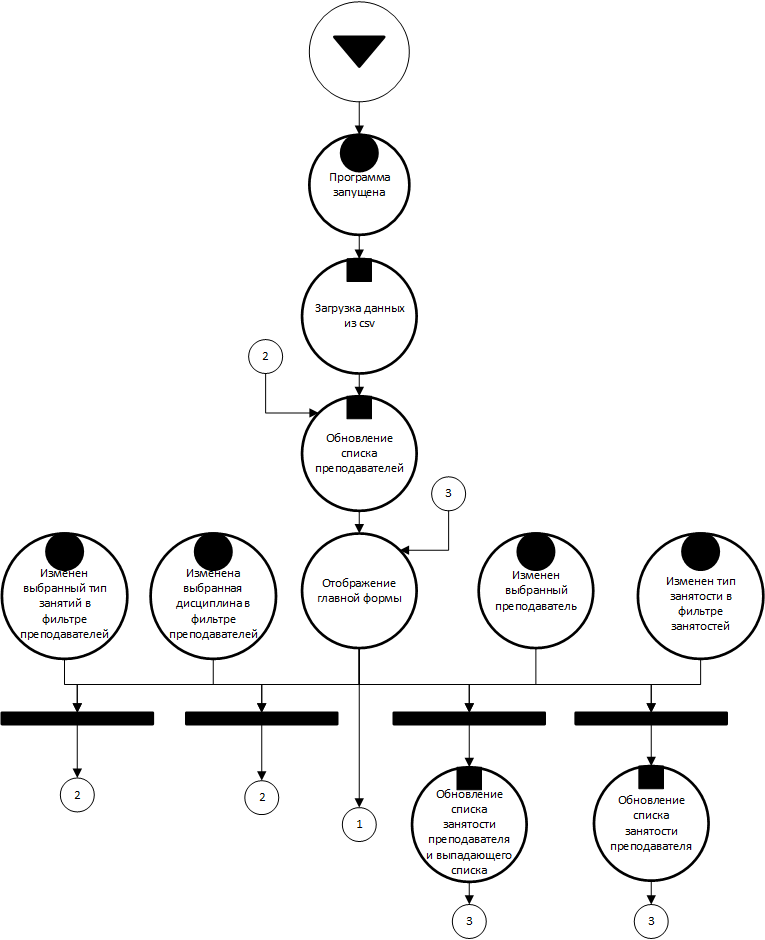 Программа
запущена
Загрузка данных
из csv
2
Обновление
списка
преподавателей
3
Изменен
выбранный тип
занятий в
фильтре
преподавателей
Изменена
выбранная
дисциплина в
фильтре
преподавателей
Отображение
главной формы
Изменен
выбранный
преподаватель
Изменен тип
занятости в
фильтре
занятостей
2
2
1
Обновление
списка
занятости
преподавателя
и выпадающего
списка
Обновление
списка
занятости
преподавателя
3
3